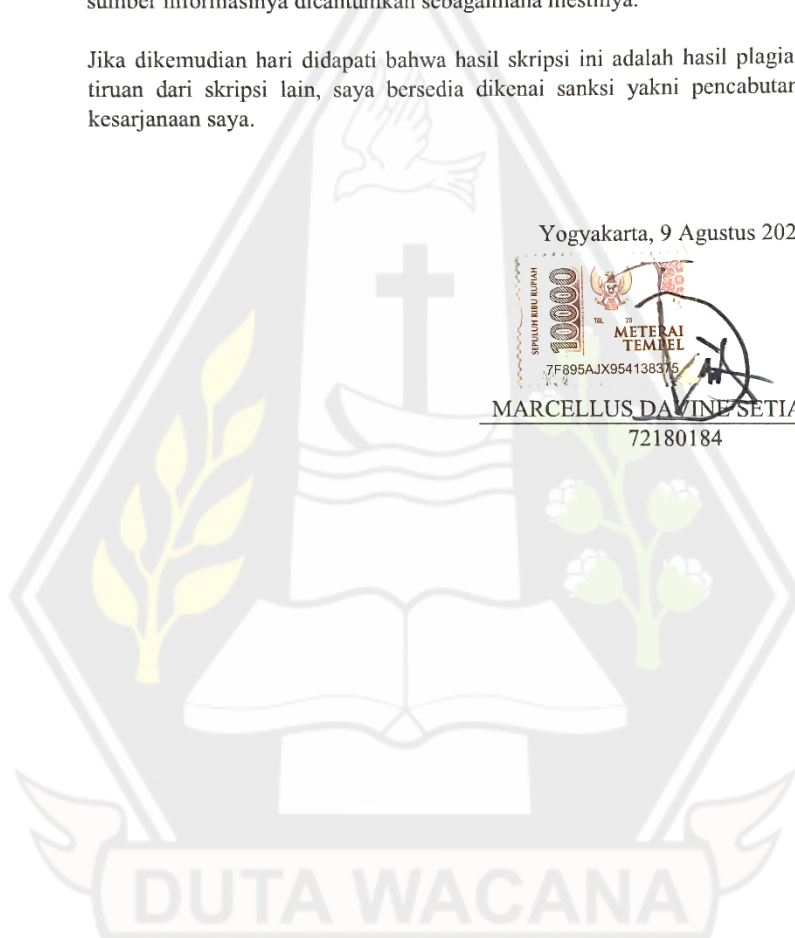 sumber informasinya dicantumkan sebagaimana mestinya.
Jika dikemudian hari didapati bahwa hasil skripsi ini adalah hasil plagia
tiruan dari skripsi lain, saya bersedia dikenai sanksi yakni pencabutan
kesarjanaan saya.
Yogyakarta, 9 Agustus 202
SEPULUH RIBU RUPIAH
10000
TGL. 20
METERAI
TEMPEL
7F895AJX954138375
MARCELLUS DAVINE SETIA
72180184
DUTA WACANA